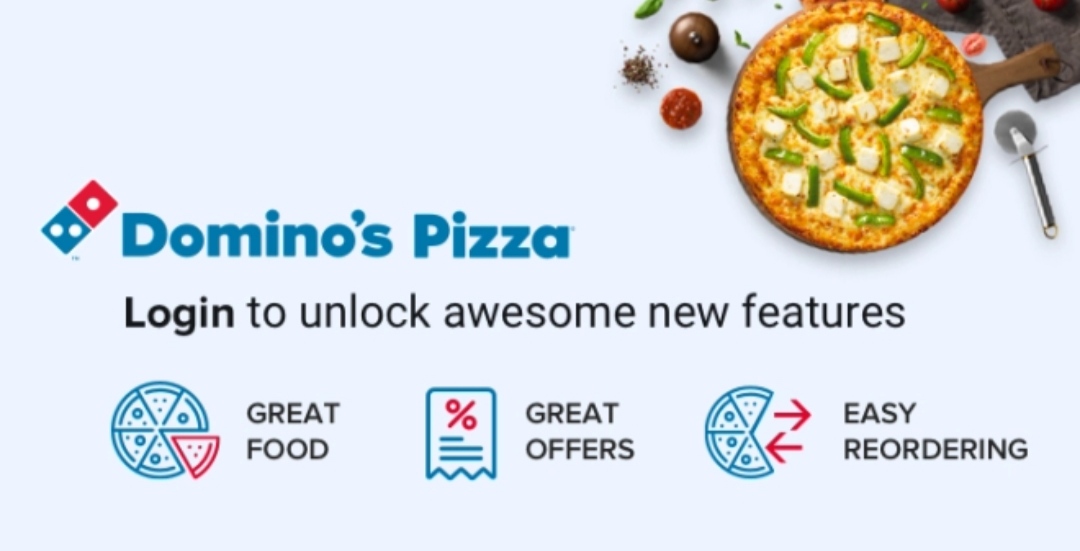 Domino's Pizza
Login to unlock awesome new features
GREAT
FOOD
%
GREAT
OFFERS
EASY
REORDERING